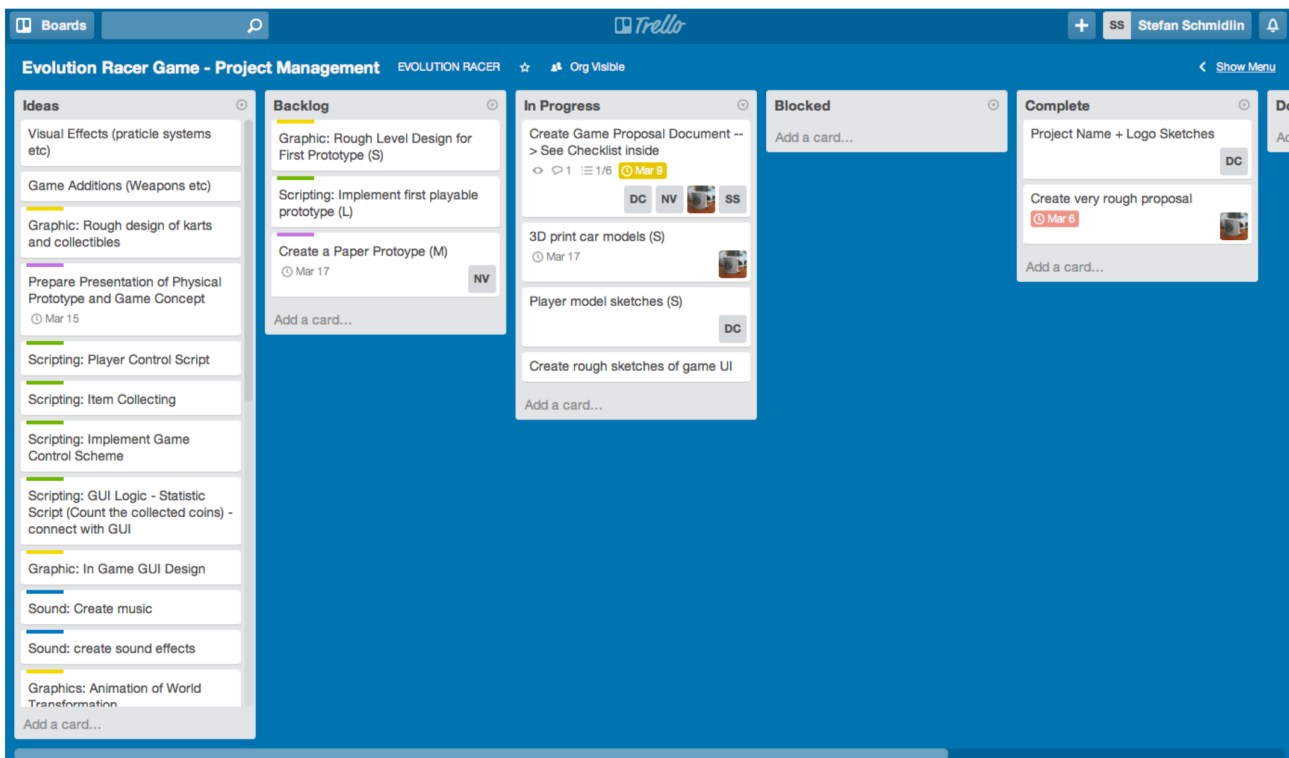 Boards
Trello
SS Stefan Schmidlin
Evolution Racer Game - Project Management
EVOLUTION RACER
Org Visible
Show Menu
Ideas
Visual Effects (praticle systems
etc)
Game Additions (Weapons etc)
Graphic: Rough design of karts
and collectibles
Prepare Presentation of Physical
Prototype and Game Concept
Mar 15
Scripting: Player Control Script
Scripting: Item Collecting
Scripting: Implement Game
Control Scheme
Scripting: GUI Logic - Statistic
Script (Count the collected coins) -
connect with GUI
Graphic: In Game GUI Design
Sound: Create music
Sound: create sound effects
Graphics: Animation of World
Transformation
Add a card...
Backlog
Graphic: Rough Level Design for
First Prototype (S)
Scripting: Implement first playable
prototype (L)
Create a Paper Protoype (M)
Mar 17
NV
Add a card...
In Progress
Create Game Proposal Document --
> See Checklist inside
1 1/6 Mar 9
DC NV SS
3D print car models (S)
Mar 17
Player model sketches (S)
DC
Create rough sketches of game UI
Add a card...
Blocked
Add a card...
Complete
Project Name + Logo Sketches
DC
Create very rough proposal
Mar 6
Add a card...